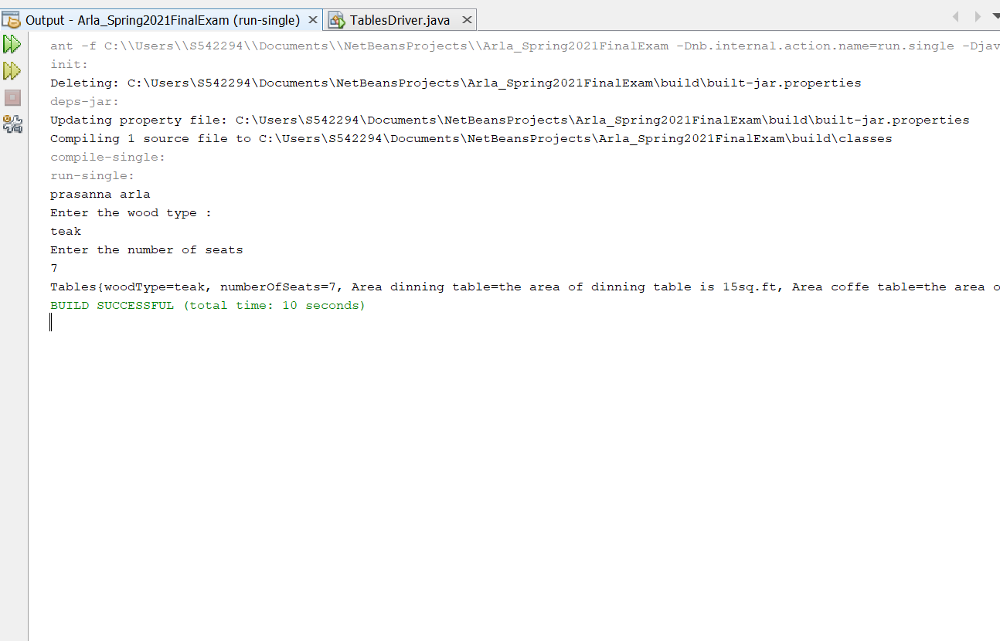 Output - Arla_Spring2021FinalExam (run-single) TablesDriver.java
ant -f C:\\Users\\S542294\\Documents\\NetBeansProjects\\Arla_Spring2021FinalExam -Dnb.internal.action.name=run.single -Djav
init:
Deleting: C:\Users\S542294\Documents\NetBeansProjects\Arla_Spring2021FinalExam\build\built-jar.properties
deps-jar:
Updating property file: C:\Users\S542294\Documents\NetBeansProjects\Arla_Spring2021FinalExam\build\built-jar.properties
Compiling 1 source file to C:\Users\S542294\Documents\NetBeansProjects\Arla_Spring2021FinalExam\build\classes
compile-single:
run-single:
prasanna arla
Enter the wood type :
teak
Enter the number of seats
7
Tables{woodType=teak, numberOfSeats=7, Area dinning table=the area of dinning table is 15sq.ft, Area coffe table=the area o
BUILD SUCCESSFUL (total time: 10 seconds)